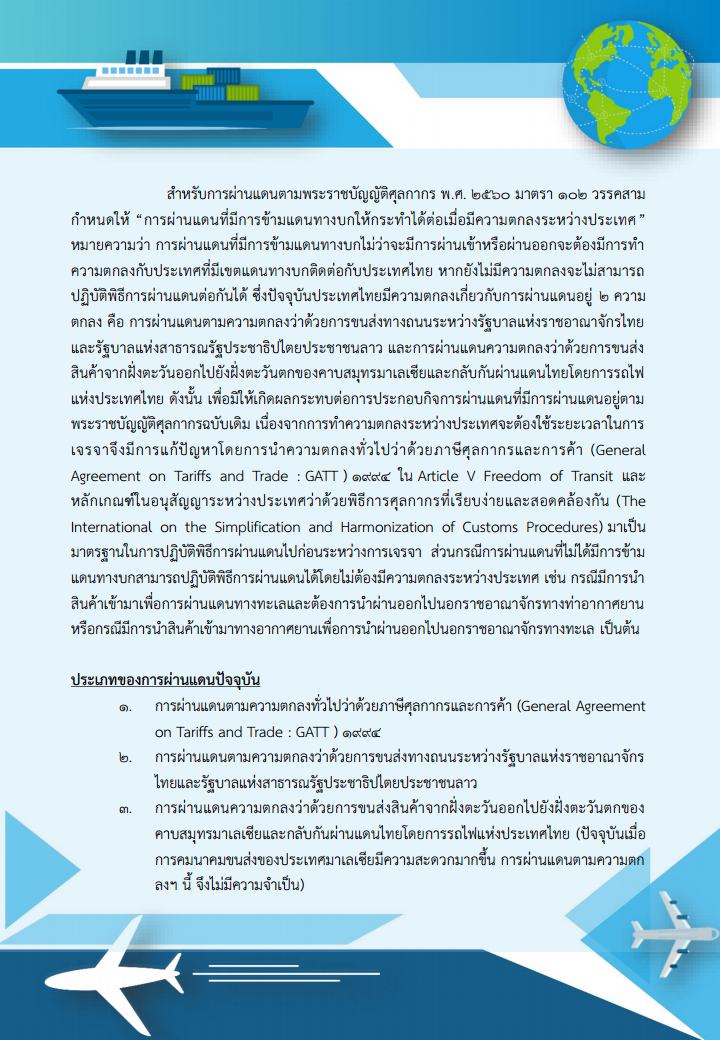 สำหรับการผ่านแดนตามพระราชบัญญัติศุลกากร พ.ศ. ๒๕๖๐ มาตรา ๑๐๒ วรรคสาม
กำหนดให้ “การผ่านแดนที่มีการข้ามแดนทางบกให้กระทำได้ต่อเมื่อมีความตกลงระหว่างประเทศ”
หมายความว่า การผ่านแดนที่มีการข้ามแดนทางบกไม่ว่าจะมีการผ่านเข้าหรือผ่านออกจะต้องมีการทำ
ความตกลงกับประเทศที่มีเขตแดนทางบกติดต่อกับประเทศไทย หากยังไม่มีความตกลงจะไม่สามารถ
ปฏิบัติพิธีการผ่านแดนต่อกันได้ ซึ่งปัจจุบันประเทศไทยมีความตกลงเกี่ยวกับการผ่านแดนอยู่ ๒ ความ
ตกลง คือ การผ่านแดนตามความตกลงว่าด้วยการขนส่งทางถนนระหว่างรัฐบาลแห่งราชอาณาจักรไทย
และรัฐบาลแห่งสาธารณรัฐประชาธิปไตยประชาชนลาว และการผ่านแดนความตกลงว่าด้วยการขนส่ง
สินค้าจากฝั่งตะวันออกไปยังฝั่งตะวันตกของคาบสมุทรมาเลเซียและกลับกันผ่านแดนไทยโดยการรถไฟ
แห่งประเทศไทย ดังนั้น เพื่อมิให้เกิดผลกระทบต่อการประกอบกิจการผ่านแดนที่มีการผ่านแดนอยู่ตาม
พระราชบัญญัติศุลกากรฉบับเดิม เนื่องจากการทำความตกลงระหว่างประเทศจะต้องใช้ระยะเวลาในการ
เจรจาจึงมีการแก้ปัญหาโดยการนำความตกลงทั่วไปว่าด้วยภาษีศุลกากรและการค้า (General
Agreement on Tariffs and Trade : GATT ) ๑๙๙๔ ใน Article V Freedom of Transit และ
หลักเกณฑ์ในอนุสัญญาระหว่างประเทศว่าด้วยพิธีการศุลกากรที่เรียบง่ายและสอดคล้องกัน (The
International on the Simplification and Harmonization of Customs Procedures) มาเป็น
มาตรฐานในการปฏิบัติพิธีการผ่านแดนไปก่อนระหว่างการเจรจา ส่วนกรณีการผ่านแดนที่ไม่ได้มีการข้าม
แดนทางบกสามารถปฏิบัติพิธีการผ่านแดนได้โดยไม่ต้องมีความตกลงระหว่างประเทศ เช่น กรณีมีการนำ
สินค้าเข้ามาเพื่อการผ่านแดนทางทะเลและต้องการนำผ่านออกไปนอกราชอาณาจักรทางท่าอากาศยาน
หรือกรณีมีการนำสินค้าเข้ามาทางอากาศยานเพื่อการนำผ่านออกไปนอกราชอาณาจักรทางทะเล เป็นต้น
ประเภทของการผ่านแดนปัจจุบัน
๑. การผ่านแดนตามความตกลงทั่วไปว่าด้วยภาษีศุลกากรและการค้า (General Agreement
on Tariffs and Trade : GATT ) ๑๙๙๔
๒. การผ่านแดนตามความตกลงว่าด้วยการขนส่งทางถนนระหว่างรัฐบาลแห่งราชอาณาจักร
ไทยและรัฐบาลแห่งสาธารณรัฐประชาธิปไตยประชาชนลาว
๓. การผ่านแดนความตกลงว่าด้วยการขนส่งสินค้าจากฝั่งตะวันออกไปยังฝั่งตะวันตกของ
คาบสมุทรมาเลเซียและกลับกันผ่านแดนไทยโดยการรถไฟแห่งประเทศไทย (ปัจจุบันเมื่อ
การคมนาคมขนส่งของประเทศมาเลเซียมีความสะดวกมากขึ้น การผ่านแดนตามความตก
ลงฯ นี้ จึงไม่มีความจำเป็น)